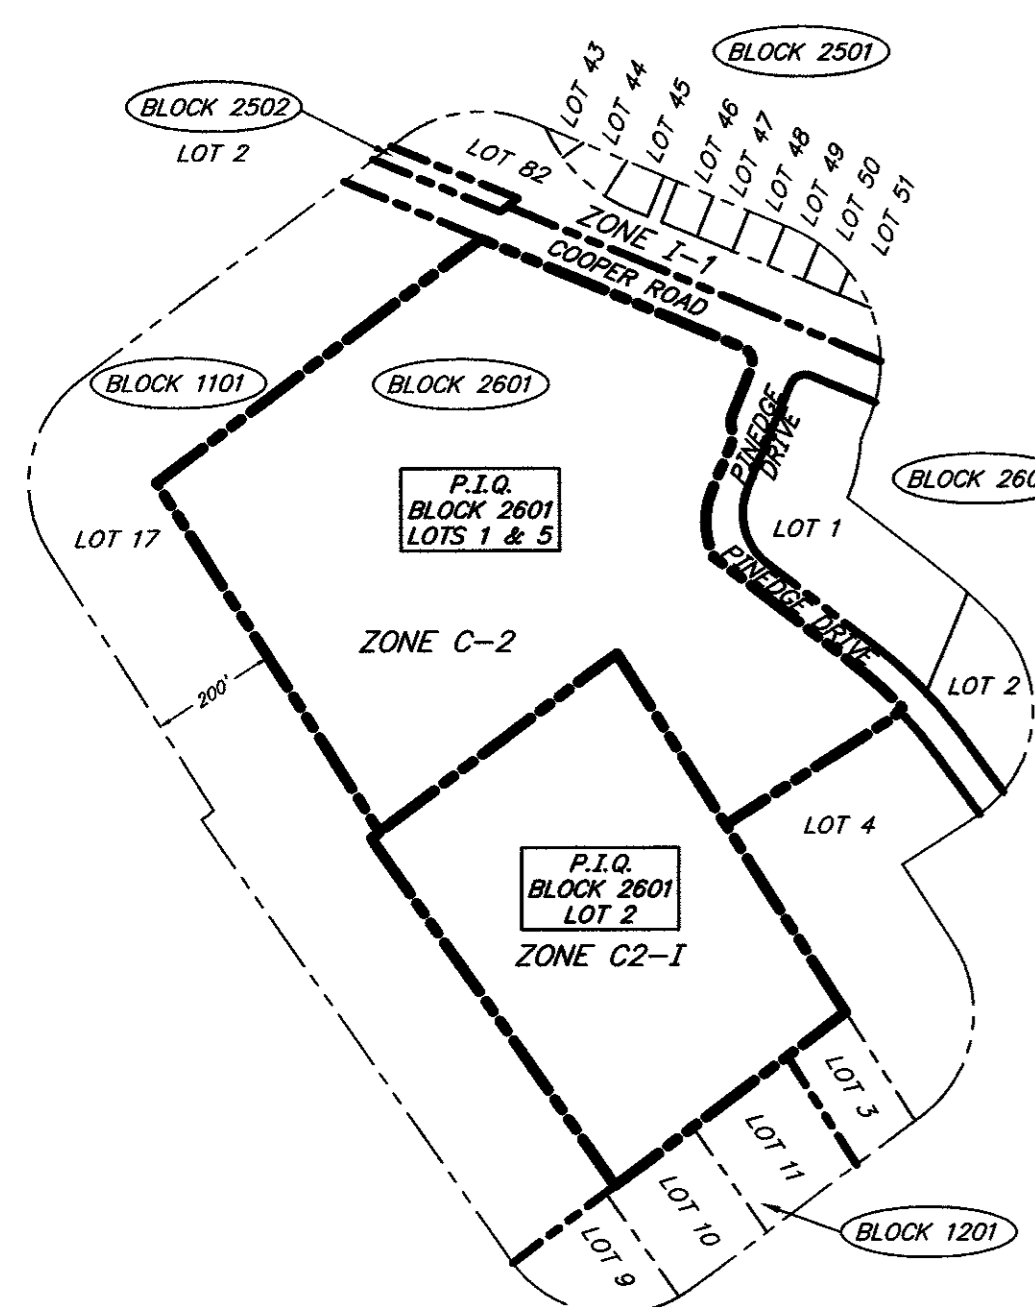 BLOCK 2501
LOT 43
LOT 44
LOT 45
LOT 46
LOT 47
LOT 48
LOT 49
LOT 50
LOT 51
BLOCK 2502
LOT 2
LOT 82
ZONE I-1
COOPER ROAD
BLOCK 1101
BLOCK 2601
PINEDGE
DRIVE
P.I.Q.
BLOCK 2601
LOTS 1 & 5
LOT 17
LOT 1
PINEDGE DRIVE
ZONE C-2
200'
LOT 2
LOT 4
P.I.Q.
BLOCK 2601
LOT 2
ZONE C2-I
LOT 3
LOT 11
LOT 10
LOT 9
BLOCK 1201
BLOCK 260